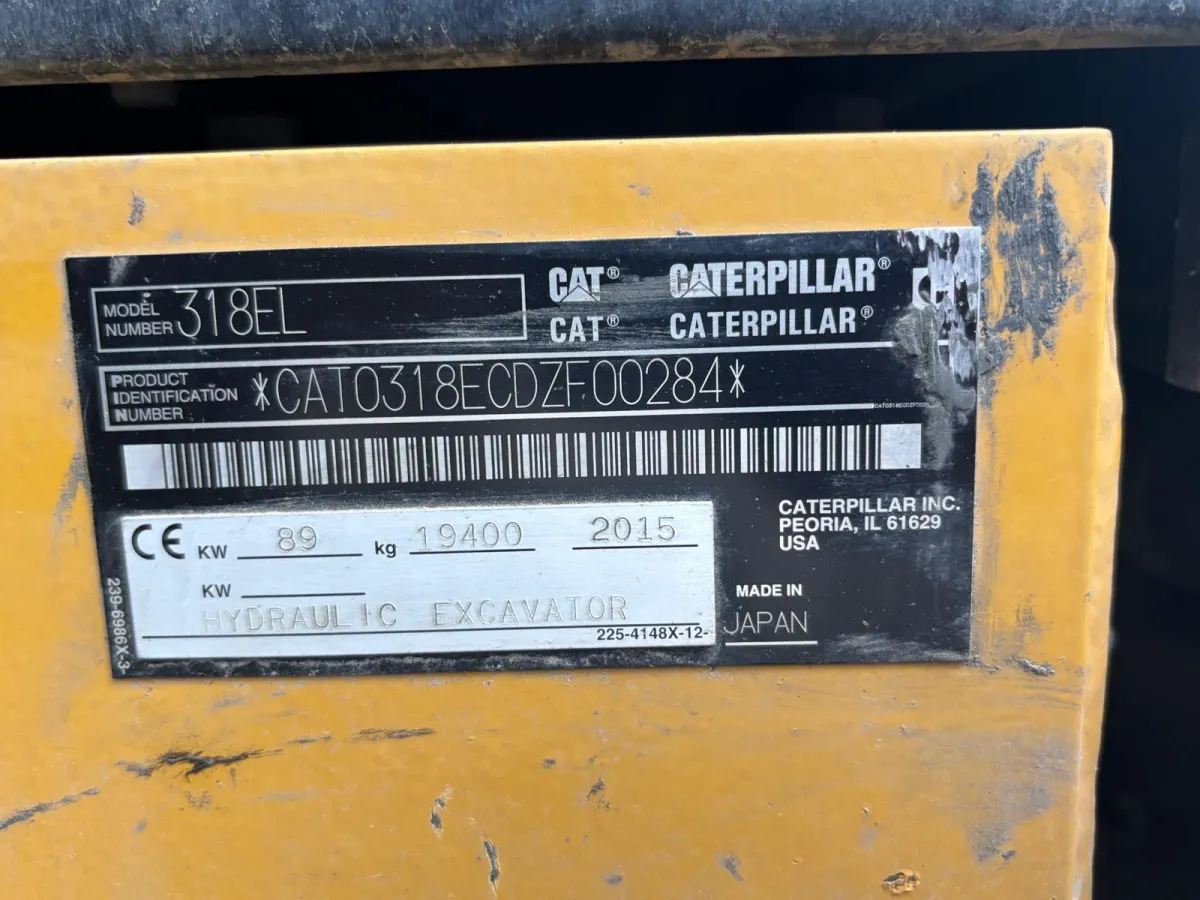 MODEL NUMBER 318EL
CAT® CATERPILLAR®
CAT® CATERPILLAR®
PRODUCT IDENTIFICATION NUMBER *CAT0318ECDZF00284*
CE KW 89 kg 19400 2015
KW
HYDRAULIC EXCAVATOR
225-4148X-12-
239-6986X-3
CATERPILLAR INC.
PEORIA, IL 61629
USA
MADE IN
JAPAN